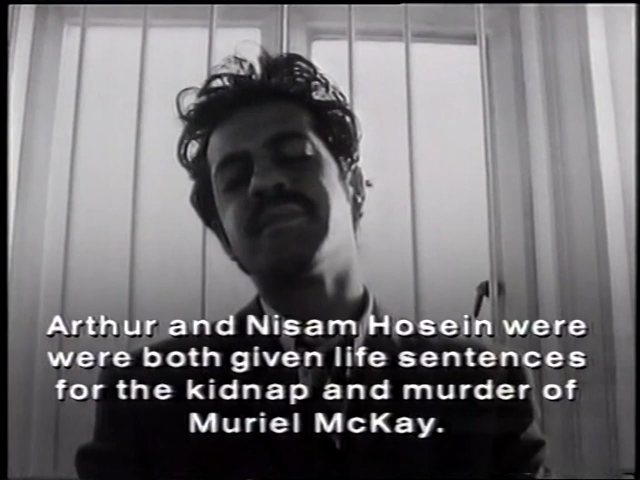 Arthur and Nisam Hosein were
were both given life sentences
for the kidnap and murder of
Muriel McKay.